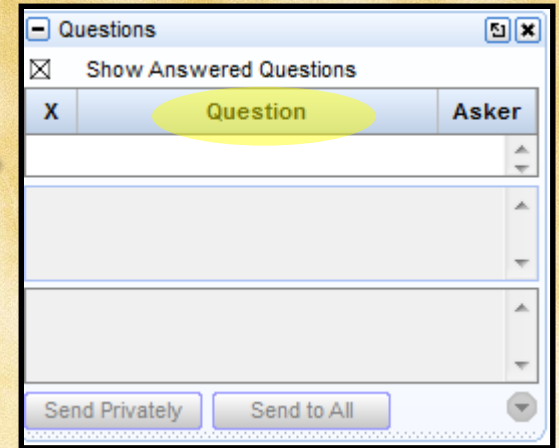 Questions
Show Answered Questions
X Question Asker
Send Privately Send to All